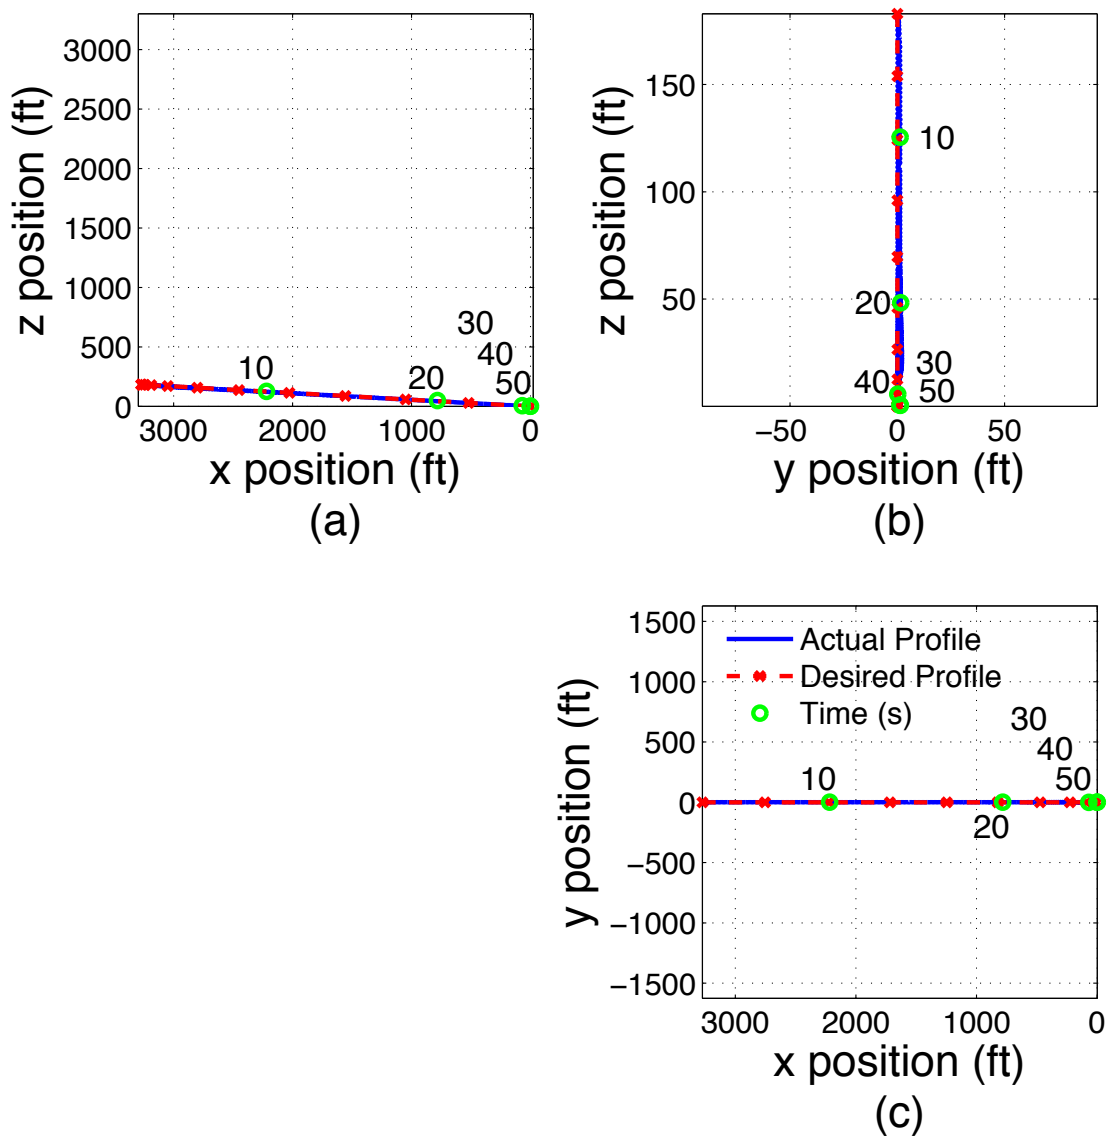 3000
2500
2000
1500
1000
500
0
z position (ft)
30
40
10
20
50
3000 2000 1000 0
x position (ft)
(a)
150
100
50
z position (ft)
10
20
30
40
50
−50 0 50
y position (ft)
(b)
1500
1000
500
0
−500
−1000
−1500
y position (ft)
Actual Profile
Desired Profile
Time (s)
30
40
10
50
20
3000 2000 1000 0
x position (ft)
(c)